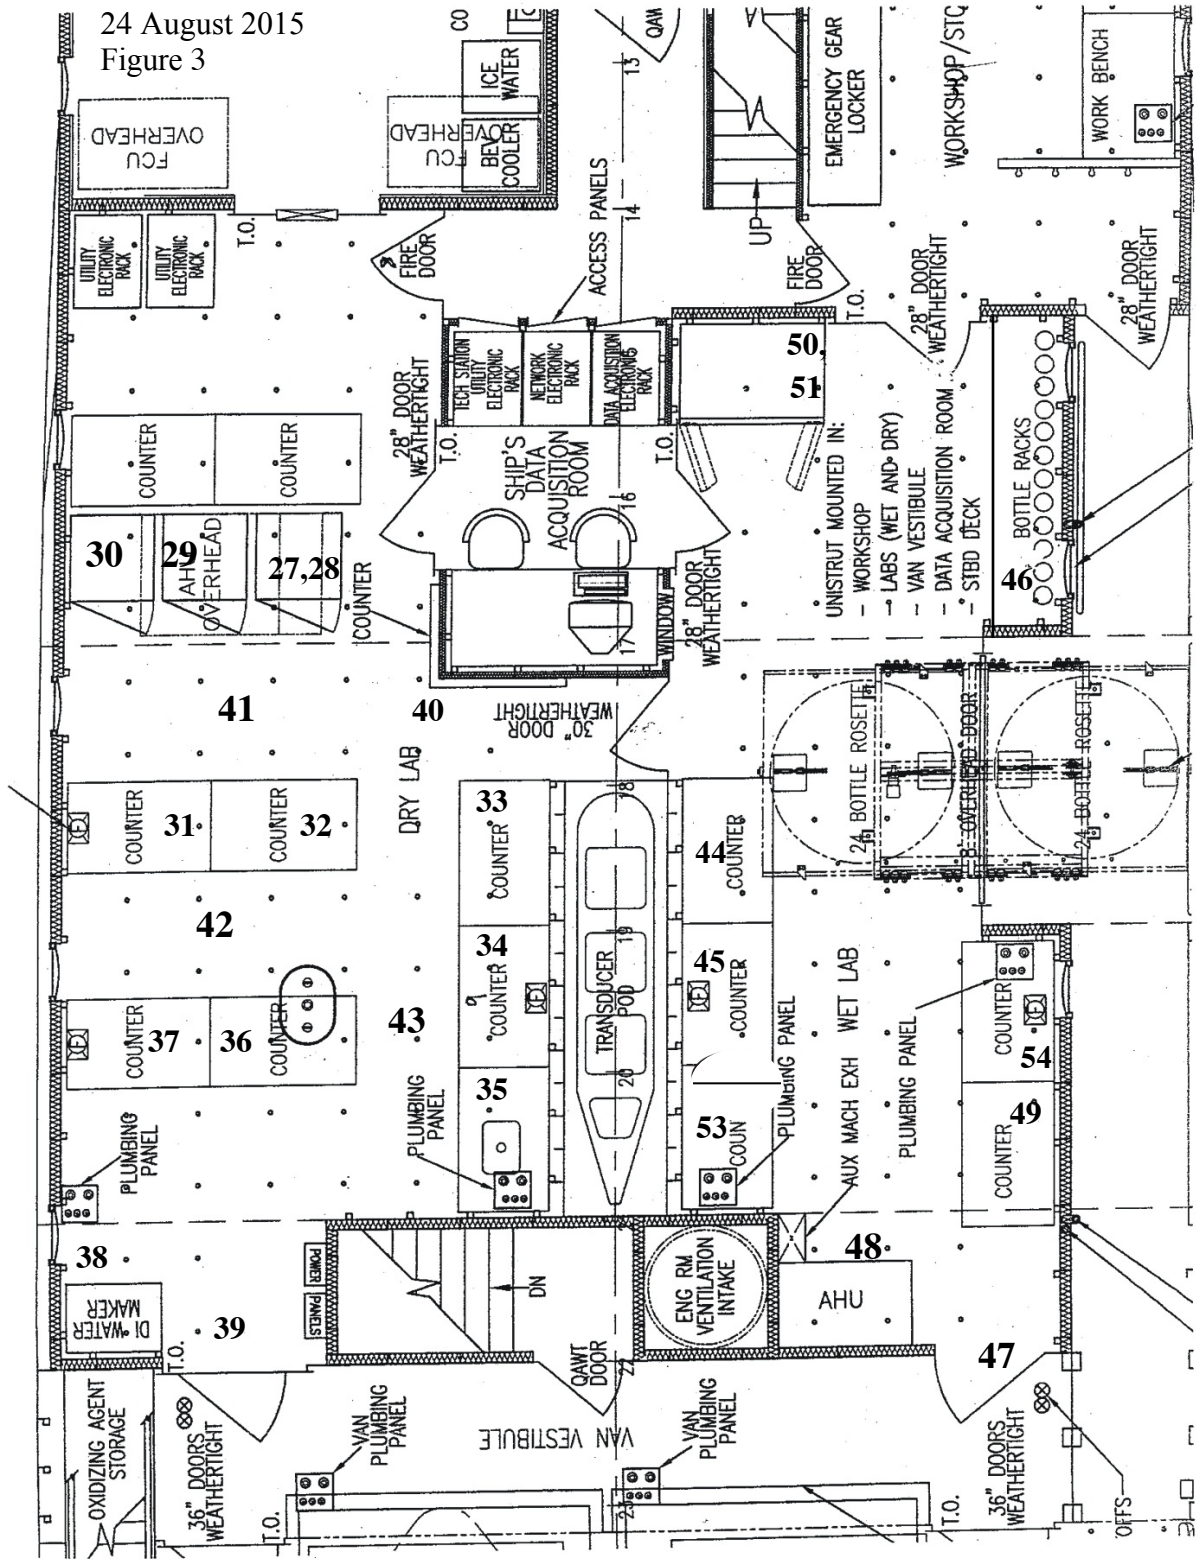 24 August 2015
Figure 3
CO
QAW
ICE
WATER
BEV
COOLER
13
EMERGENCY GEAR
LOCKER
WORKSHOP/STO
WORK BENCH
FCU
OVERHEAD
FCU
OVERHEAD
T.O.
14
UP
ACCESS PANELS
UTILITY
ELECTRONIC
RACK
UTILITY
ELECTRONIC
RACK
FIRE
DOOR
FIRE
DOOR
T.O.
28" DOOR
WEATHERTIGHT
28" DOOR
WEATHERTIGHT
TECH STATION
UTILITY
ELECTRONIC
RACK
NETWORK
ELECTRONIC
RACK
DATA ACQUISTION
ELECTRONIC
RACK
50,
51
28" DOOR
WEATHERTIGHT
T.O.
T.O.
COUNTER
COUNTER
SHIP'S
DATA
ACQUISITION
ROOM
16
UNISTRUT MOUNTED IN:
- WORKSHOP
- LABS (WET AND DRY)
- VAN VESTIBULE
- DATA ACQUISITION ROOM
- STBD DECK
BOTTLE RACKS
30
29
27,28
AHU
OVERHEAD
COUNTER
46
17
WINDOW
28" DOOR
WEATHERTIGHT
41
40
30" DOOR
WEATHERTIGHT
24 BOTTLE ROSETTE
8' OVERHEAD DOOR
24 BOTTLE ROSETTE
DRY LAB
COUNTER
31
COUNTER
32
33
COUNTER
18
44
COUNTER
42
34
COUNTER
19
TRANSDUCER
POD
45
COUNTER
WET LAB
COUNTER
54
COUNTER
37
36
COUNTER
43
20
35
PLUMBING
PANEL
PLUMBING
PANEL
53
COUN
PLUMBING PANEL
AUX MACH EXH
PLUMBING PANEL
49
COUNTER
38
DI WATER
MAKER
39
POWER
PANELS
DN
ENG RM
VENTILATION
INTAKE
48
AHU
47
T.O.
QAWT
DOOR
22
OXIDIZING AGENT
STORAGE
36" DOORS
WEATHERTIGHT
VAN
PLUMBING
PANEL
VAN VESTIBULE
VAN
PLUMBING
PANEL
36" DOORS
WEATHERTIGHT
T.O.
23
T.O.
OFFS